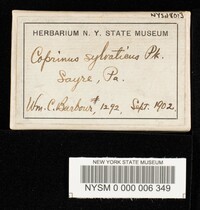 NYSd8013
HERBARIUM N. Y. STATE MUSEUM
Coprinus sylvaticus Pk.
Sayre, Pa.
Wm. C. Barbour, # 1292. Sept. 1902
NEW YORK STATE MUSEUM
NYSM 0 000 006 349